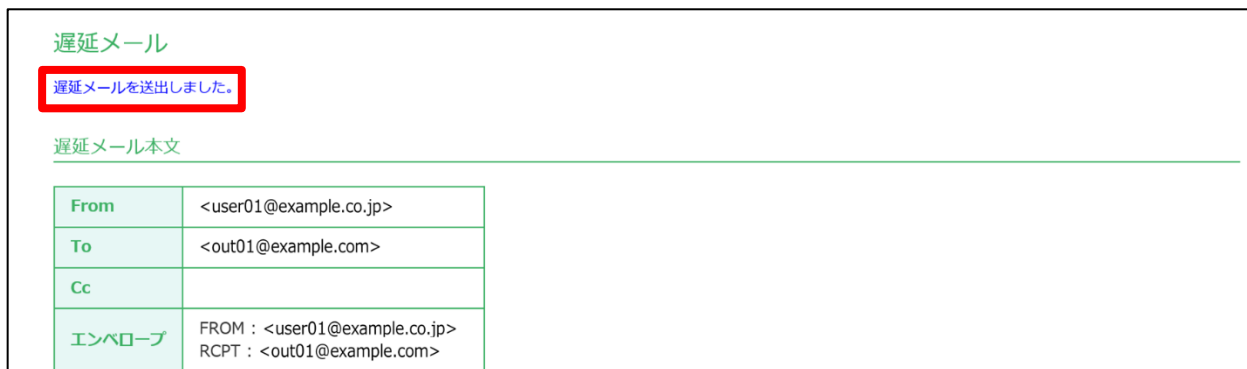 遅延メール
遅延メールを送出しました。
遅延メール本文
From <user01@example.co.jp>
To <out01@example.com>
Cc
エンベロープ FROM : <user01@example.co.jp>
RCPT : <out01@example.com>